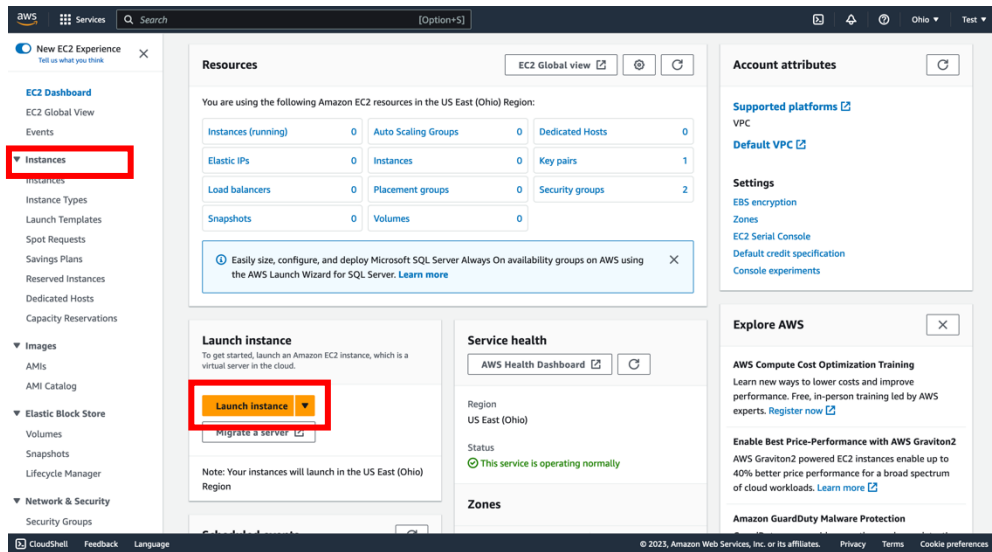 aws Services Search [Option+S] Ohio ▼ Test ▼
New EC2 Experience
Tell us what you think
EC2 Dashboard
EC2 Global View
Events
▼ Instances
Instances
Instance Types
Launch Templates
Spot Requests
Savings Plans
Reserved Instances
Dedicated Hosts
Capacity Reservations
▼ Images
AMIs
AMI Catalog
▼ Elastic Block Store
Volumes
Snapshots
Lifecycle Manager
▼ Network & Security
Security Groups
Resources
EC2 Global view
You are using the following Amazon EC2 resources in the US East (Ohio) Region:
Instances (running) 0 Auto Scaling Groups 0 Dedicated Hosts 0
Elastic IPs 0 Instances 0 Key pairs 1
Load balancers 0 Placement groups 0 Security groups 2
Snapshots 0 Volumes 0
Easily size, configure, and deploy Microsoft SQL Server Always On availability groups on AWS using
the AWS Launch Wizard for SQL Server. Learn more
Launch instance
To get started, launch an Amazon EC2 instance, which is a
virtual server in the cloud.
Launch instance ▼
Migrate a server
Note: Your instances will launch in the US East (Ohio)
Region
Scheduled events
Service health
AWS Health Dashboard
Region
US East (Ohio)
Status
This service is operating normally
Zones
Account attributes
Supported platforms
VPC
Default VPC
Settings
EBS encryption
Zones
EC2 Serial Console
Default credit specification
Console experiments
Explore AWS
AWS Compute Cost Optimization Training
Learn new ways to lower costs and improve
performance. Free, in-person training led by AWS
experts. Register now
Enable Best Price-Performance with AWS Graviton2
AWS Graviton2 powered EC2 instances enable up to
40% better price performance for a broad spectrum
of cloud workloads. Learn more
Amazon GuardDuty Malware Protection
CloudShell Feedback Language © 2023, Amazon Web Services, Inc. or its affiliates. Privacy Terms Cookie preferences